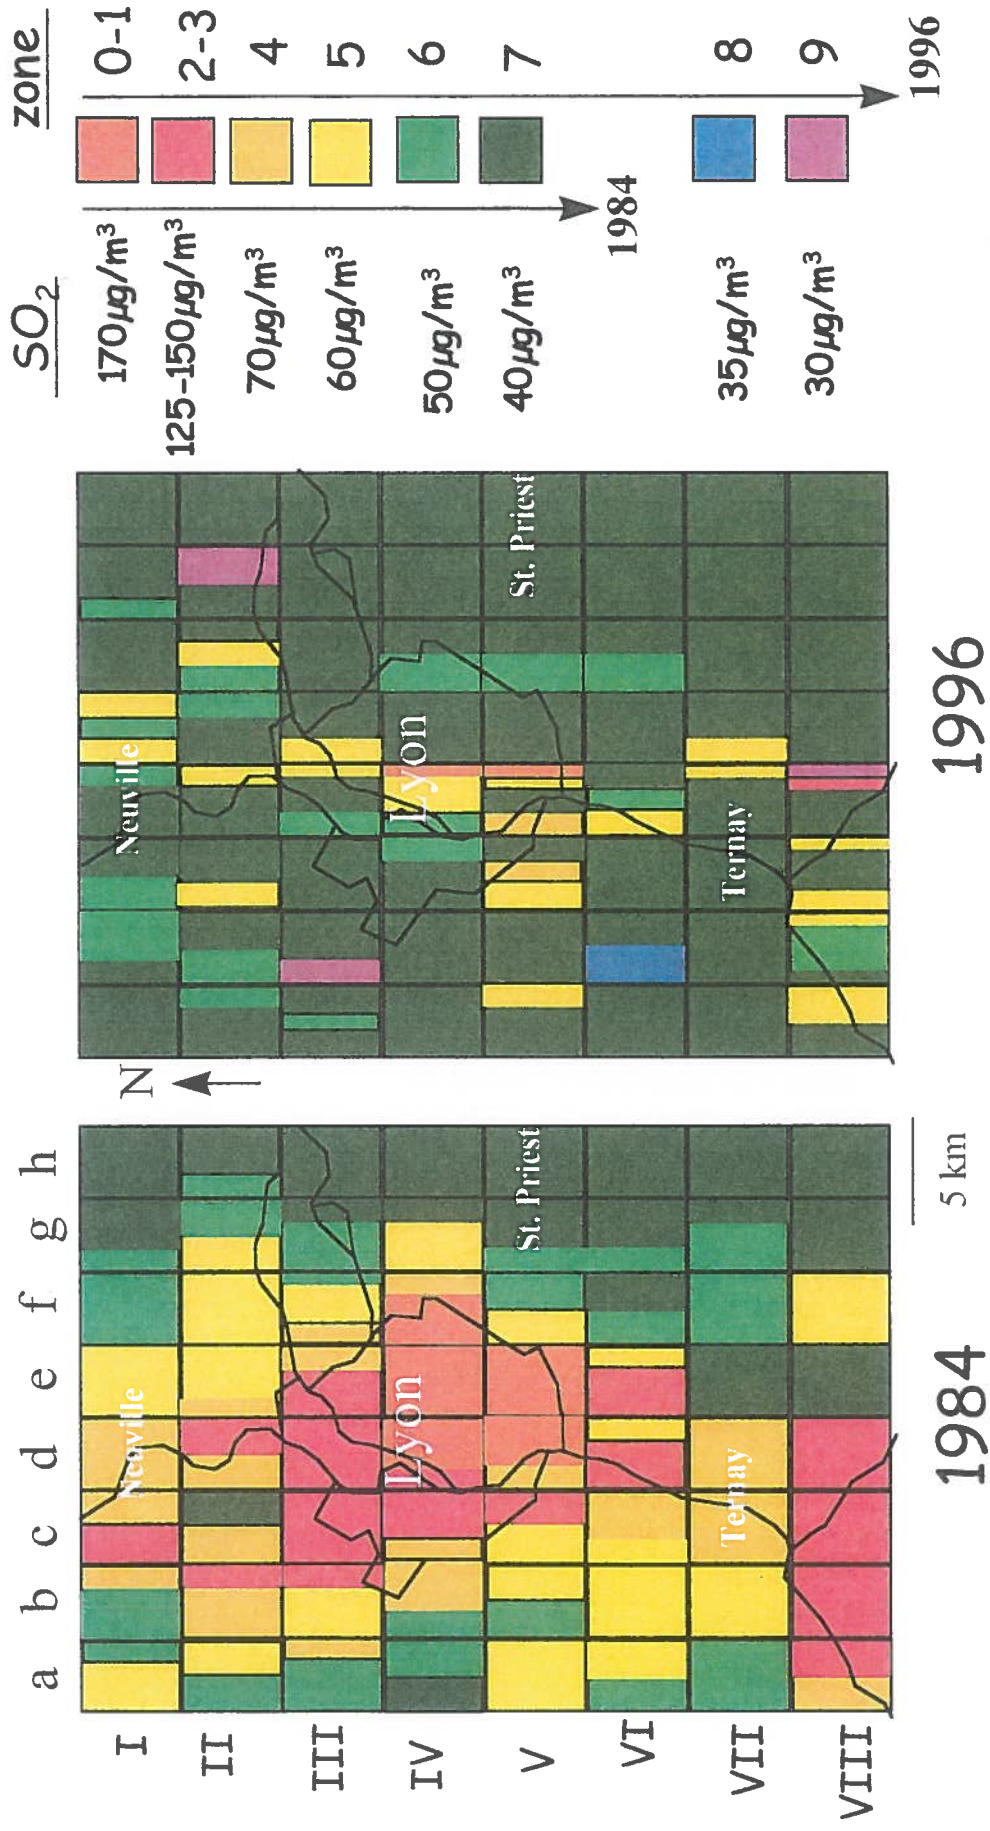 a b c d e f g h
I
II
III
IV
V
VI
VII
VIII
Neuville
Lyon
St. Priest
Ternay
1984
5 km
N
Neuville
Lyon
St. Priest
Ternay
1996
SO₂ zone
170µg/m³ 0-1
125-150µg/m³ 2-3
70µg/m³ 4
60µg/m³ 5
50µg/m³ 6
40µg/m³ 7
1984
35µg/m³ 8
30µg/m³ 9
1996